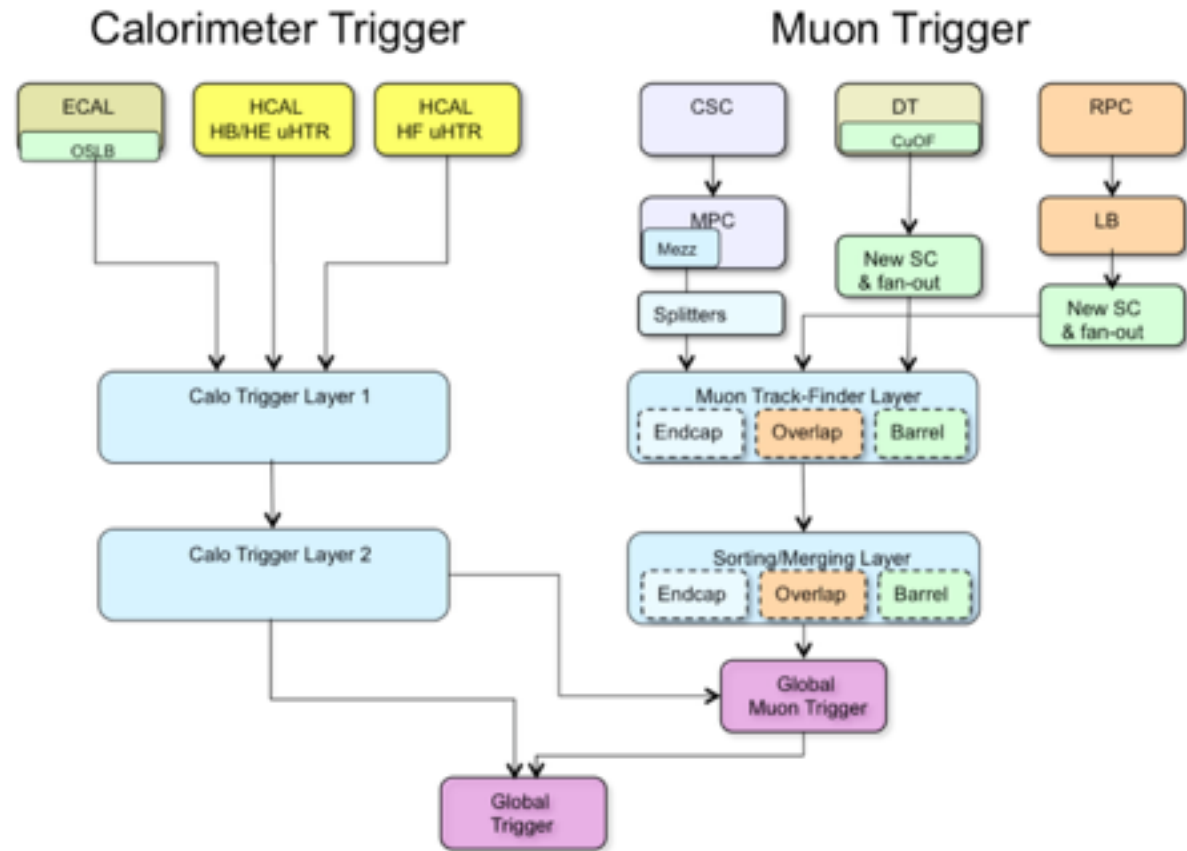 Calorimeter Trigger
Muon Trigger
ECAL
OSLB
HCAL
HB/HE uHTR
HCAL
HF uHTR
CSC
DT
CuOF
RPC
MPC
Mezz
LB
New SC
& fan-out
Splitters
New SC
& fan-out
Calo Trigger Layer 1
Muon Track-Finder Layer
Endcap
Overlap
Barrel
Calo Trigger Layer 2
Sorting/Merging Layer
Endcap
Overlap
Barrel
Global
Muon Trigger
Global
Trigger